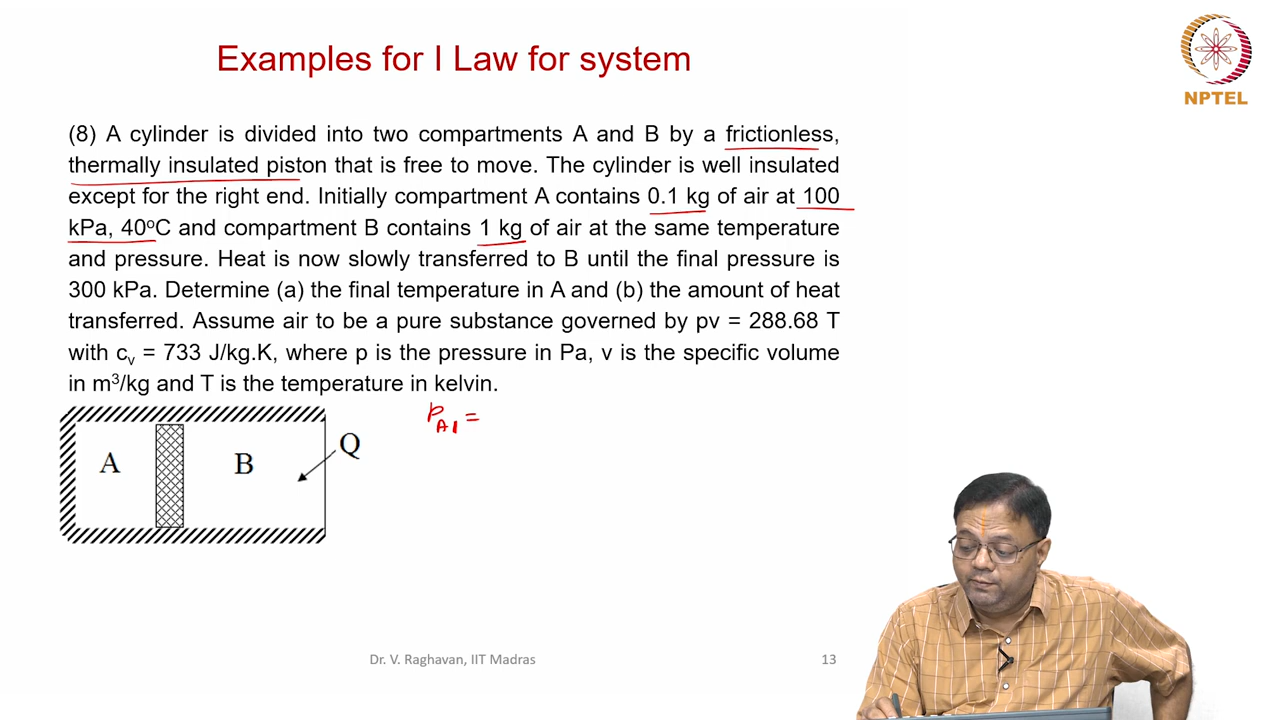 Examples for I Law for system
NPTEL
(8) A cylinder is divided into two compartments A and B by a frictionless,
thermally insulated piston that is free to move. The cylinder is well insulated
except for the right end. Initially compartment A contains 0.1 kg of air at 100
kPa, 40°C and compartment B contains 1 kg of air at the same temperature
and pressure. Heat is now slowly transferred to B until the final pressure is
300 kPa. Determine (a) the final temperature in A and (b) the amount of heat
transferred. Assume air to be a pure substance governed by pv = 288.68 T
with cv = 733 J/kg.K, where p is the pressure in Pa, v is the specific volume
in m³/kg and T is the temperature in kelvin.
PA1 =
A B Q
Dr. V. Raghavan, IIT Madras 13